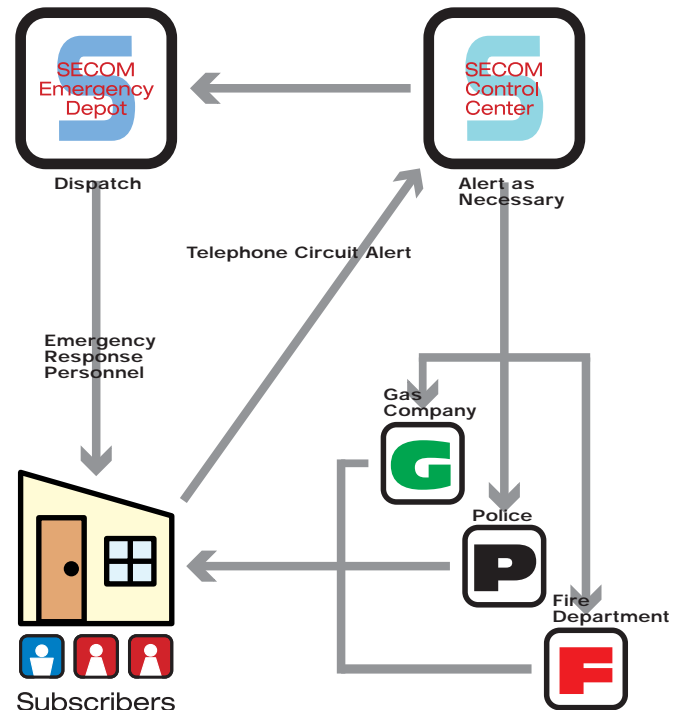 SECOM
Emergency
Depot
SECOM
Control
Center
Dispatch
Alert as
Necessary
Telephone Circuit Alert
Emergency
Response
Personnel
Gas
Company
G
Police
P
Fire
Department
F
Subscribers